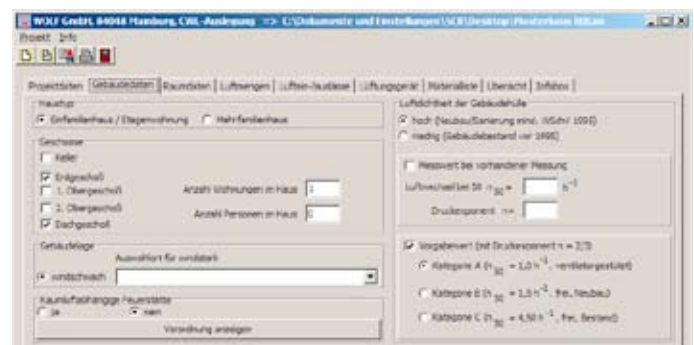 WOLF GmbH, 84048 Mainburg, CWL-Auslegung => C:\Dokumente und Einstellungen\SCB\Desktop\Musterhaus
Projekt Info
Projektdaten Gebäudedaten Raumdaten Luftmengen Luftein-/auslässe Lüftungsgerät Materialliste Übersicht Infobox
Haustyp
Einfamilienhaus / Etagenwohnung Mehrfamilienhaus
Geschosse
Keller
Erdgeschoß
1. Obergeschoß
2. Obergeschoß
Dachgeschoß
Anzahl Wohnungen im Haus
Anzahl Personen im Haus
Gebäudelage
Auswahlort für windstark
windschwach
Raumluftabhängige Feuerstätte
ja nein
Verordnung anzeigen
Luftdichtheit der Gebäudehülle
hoch (Neubau/Sanierung mind. WSchV 1995)
niedrig (Gebäudebestand vor 1995)
Messwert bei vorhandener Messung
Luftwechsel bei 50 n50 = h-1
Druckexponent n=
Vorgabewert (mit Druckexponent n = 2/3)
Kategorie A (n50 = 1,0 h-1, ventilatorgestützt)
Kategorie B (n50 = 1,5 h-1, frei, Neubau)
Kategorie C (n50 = 4,50 h-1, frei, Bestand)